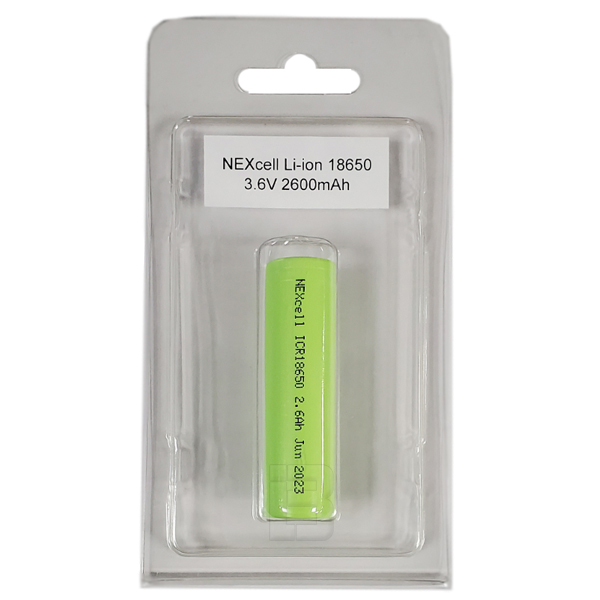 NEXcell Li-ion 18650
3.6V 2600mAh
NEXcell ICR18650 2.6Ah Jun 2023